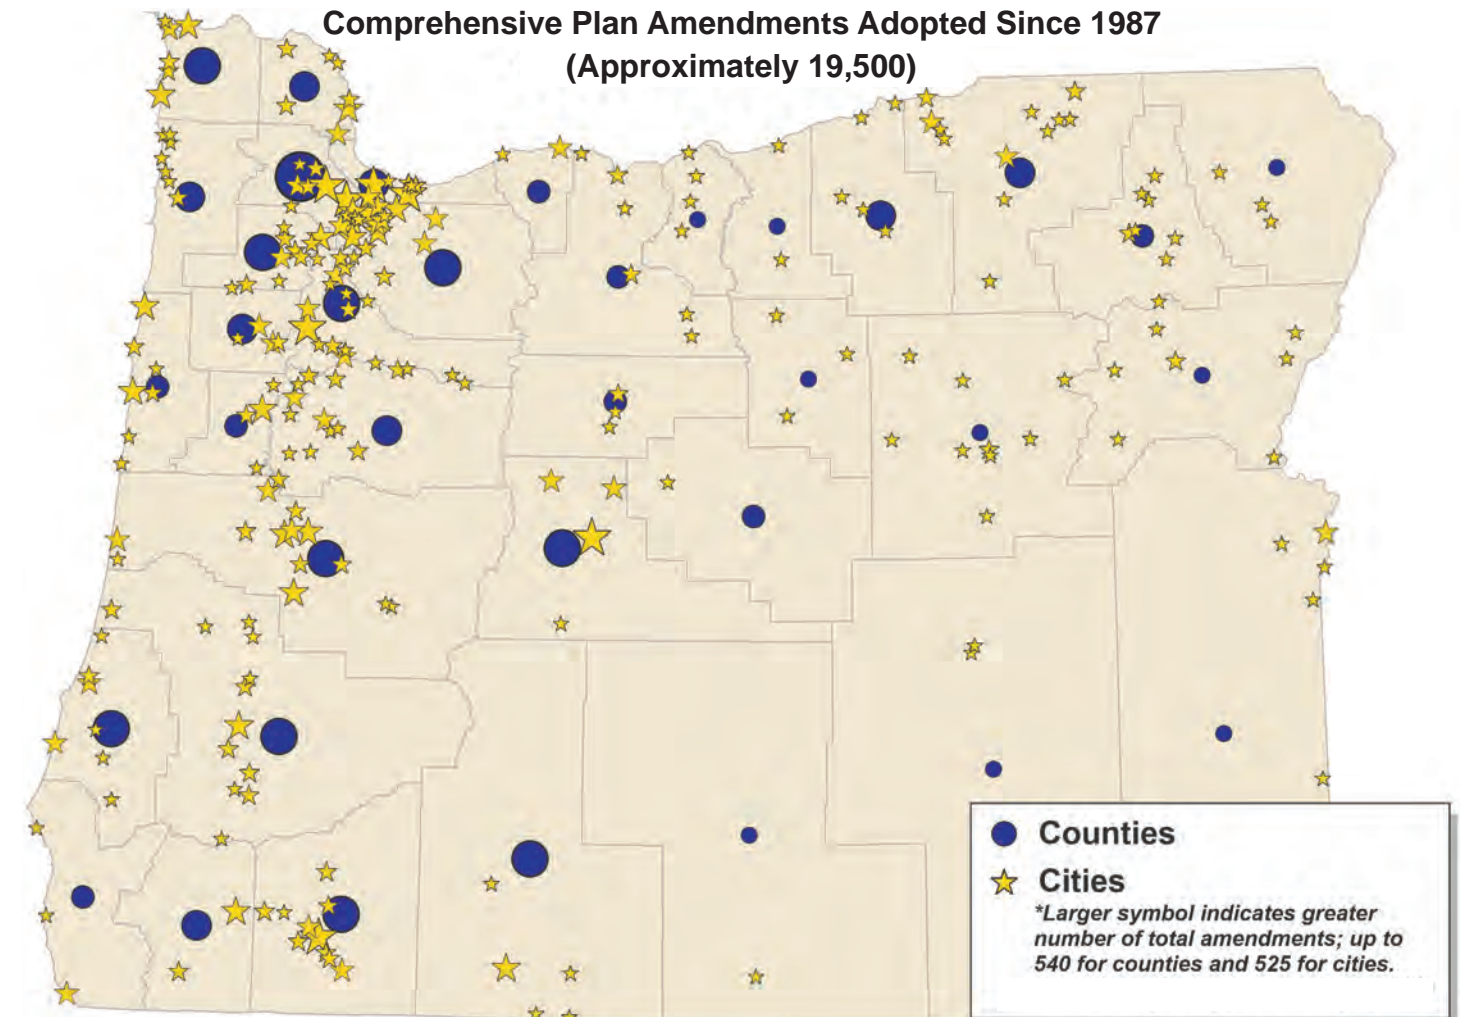 Comprehensive Plan Amendments Adopted Since 1987
(Approximately 19,500)
Counties
Cities
*Larger symbol indicates greater
number of total amendments; up to
540 for counties and 525 for cities.